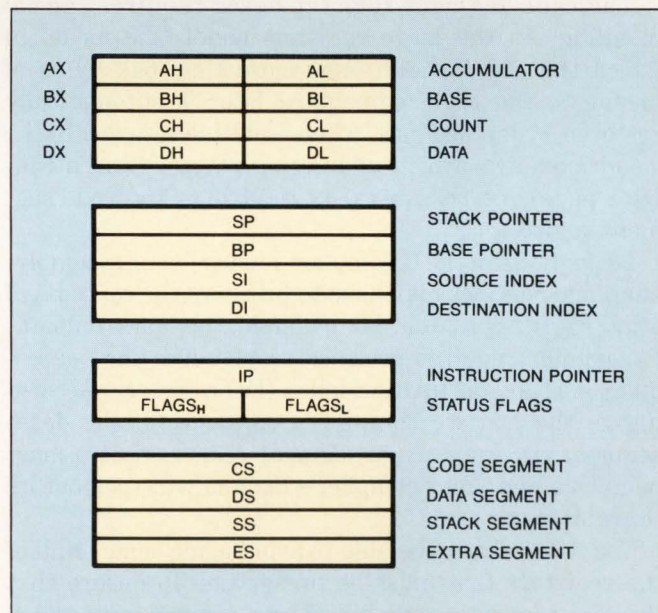 AX AH AL ACCUMULATOR
BX BH BL BASE
CX CH CL COUNT
DX DH DL DATA
SP STACK POINTER
BP BASE POINTER
SI SOURCE INDEX
DI DESTINATION INDEX
IP INSTRUCTION POINTER
FLAGSH FLAGSL STATUS FLAGS
CS CODE SEGMENT
DS DATA SEGMENT
SS STACK SEGMENT
ES EXTRA SEGMENT